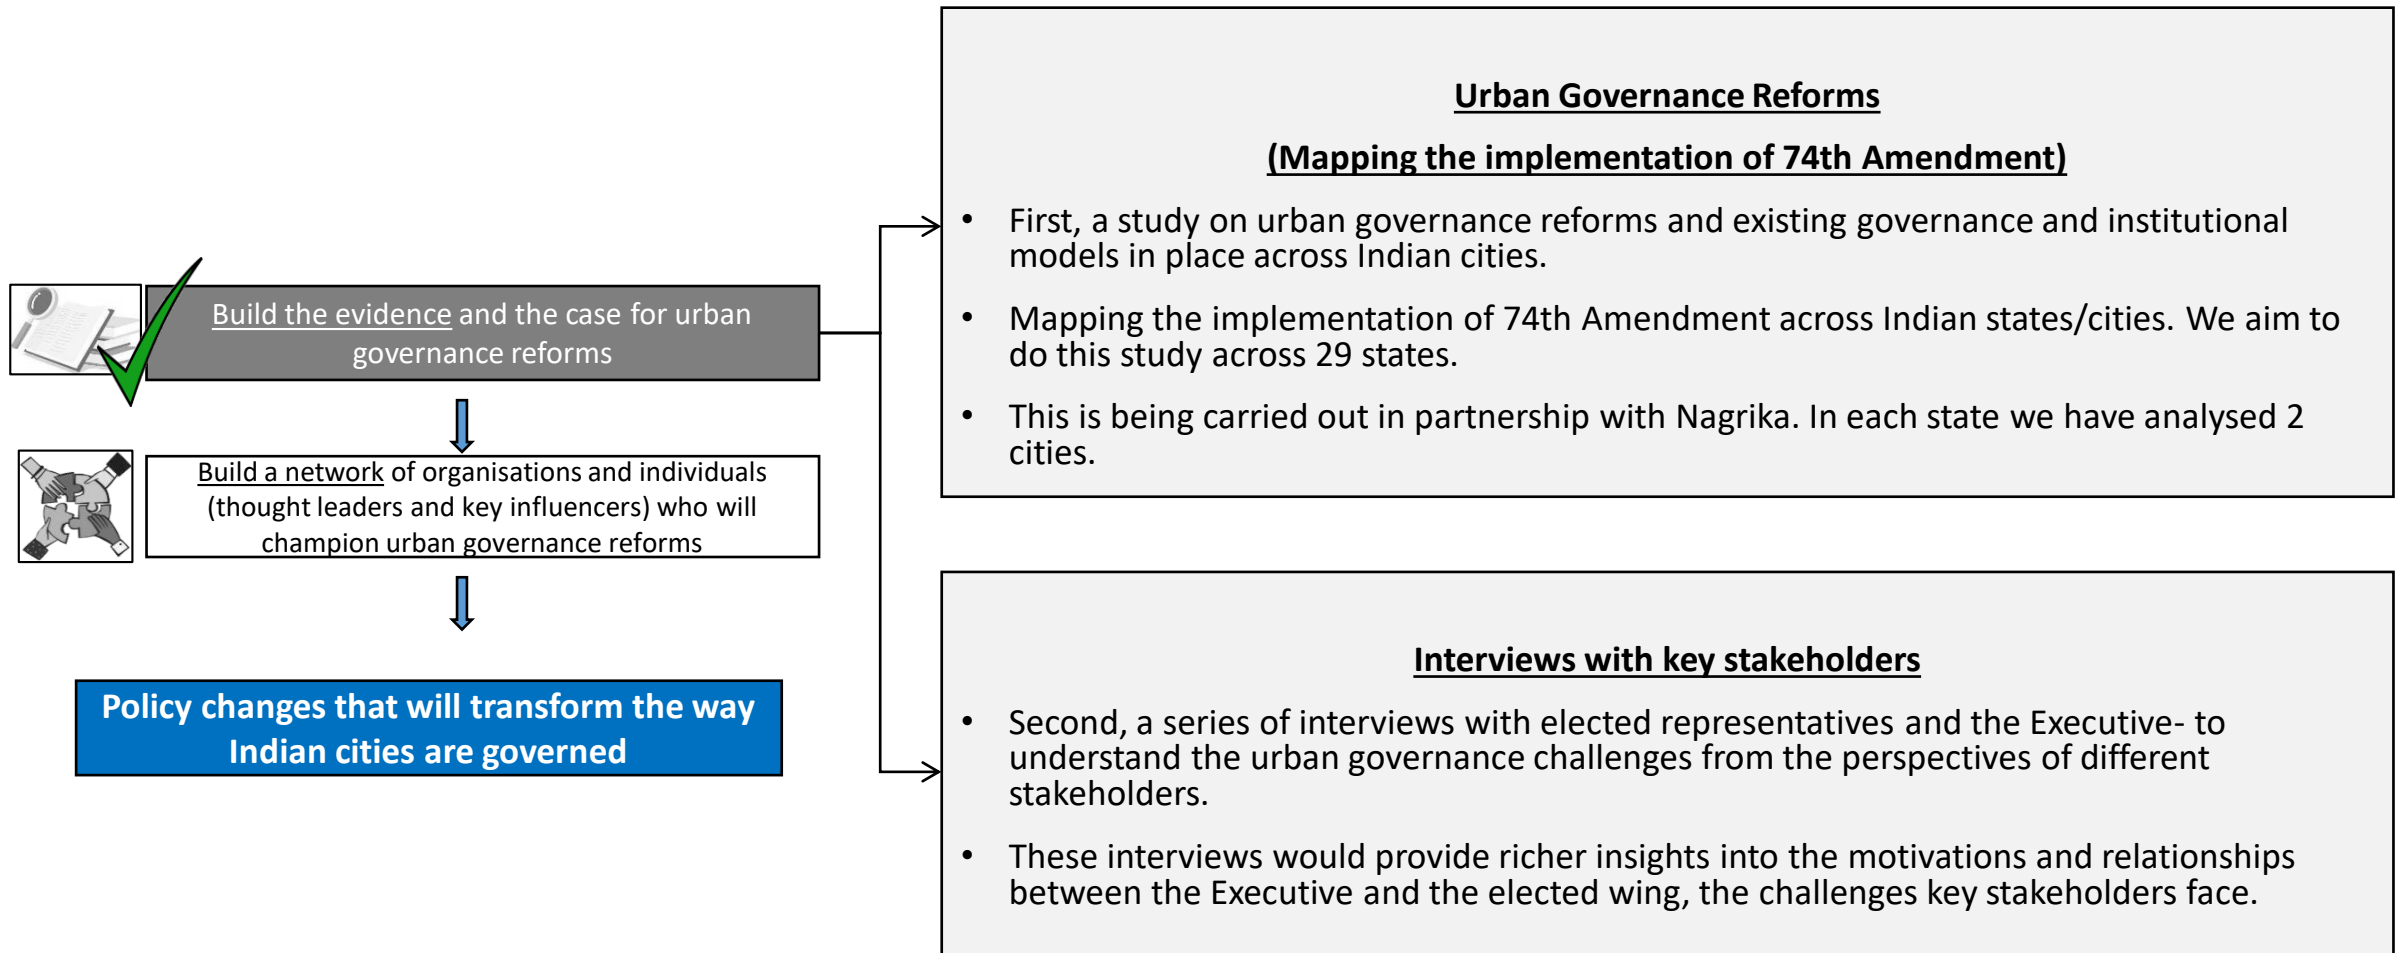 Build the evidence and the case for urban
governance reforms
Build a network of organisations and individuals
(thought leaders and key influencers) who will
champion urban governance reforms
Policy changes that will transform the way
Indian cities are governed
Urban Governance Reforms
(Mapping the implementation of 74th Amendment)
• First, a study on urban governance reforms and existing governance and institutional
models in place across Indian cities.
• Mapping the implementation of 74th Amendment across Indian states/cities. We aim to
do this study across 29 states.
• This is being carried out in partnership with Nagrika. In each state we have analysed 2
cities.
Interviews with key stakeholders
• Second, a series of interviews with elected representatives and the Executive- to
understand the urban governance challenges from the perspectives of different
stakeholders.
• These interviews would provide richer insights into the motivations and relationships
between the Executive and the elected wing, the challenges key stakeholders face.